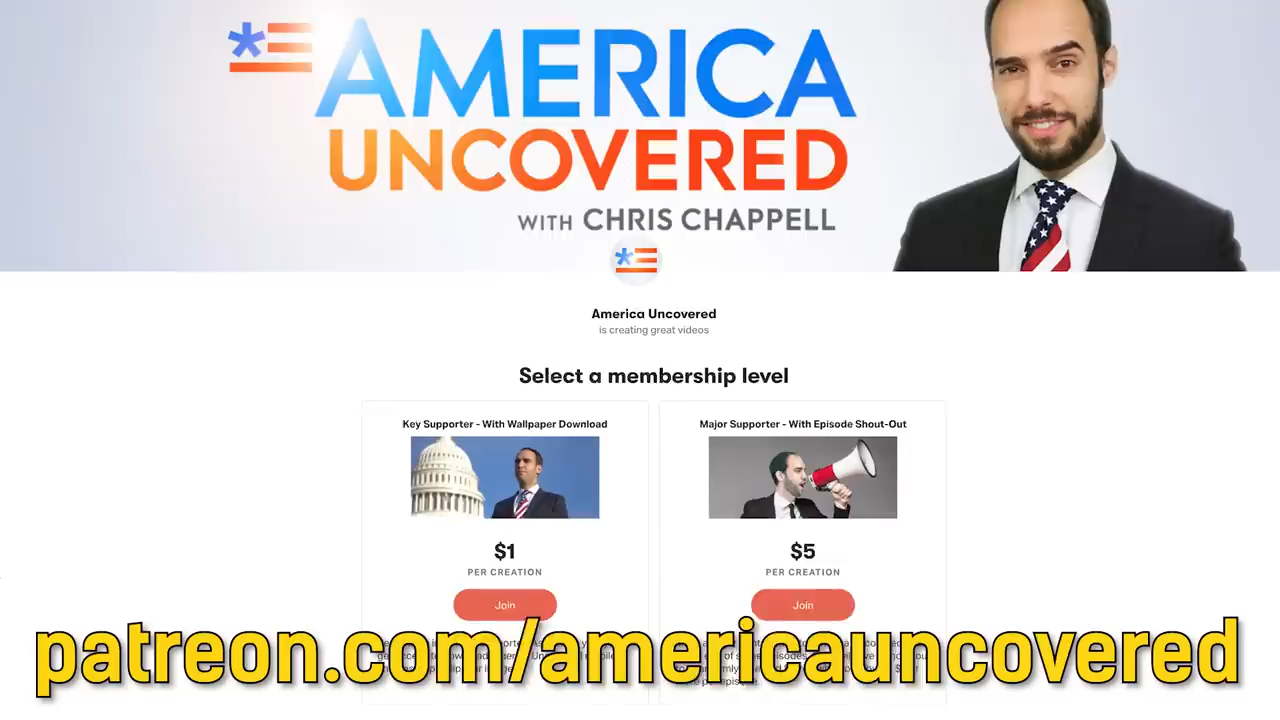 AMERICA
UNCOVERED
WITH CHRIS CHAPPELL
America Uncovered
is creating great videos
Select a membership level
Key Supporter - With Wallpaper Download
$1
PER CREATION
Join
Major Supporter - With Episode Shout-Out
$5
PER CREATION
Join
patreon.com/americauncovered